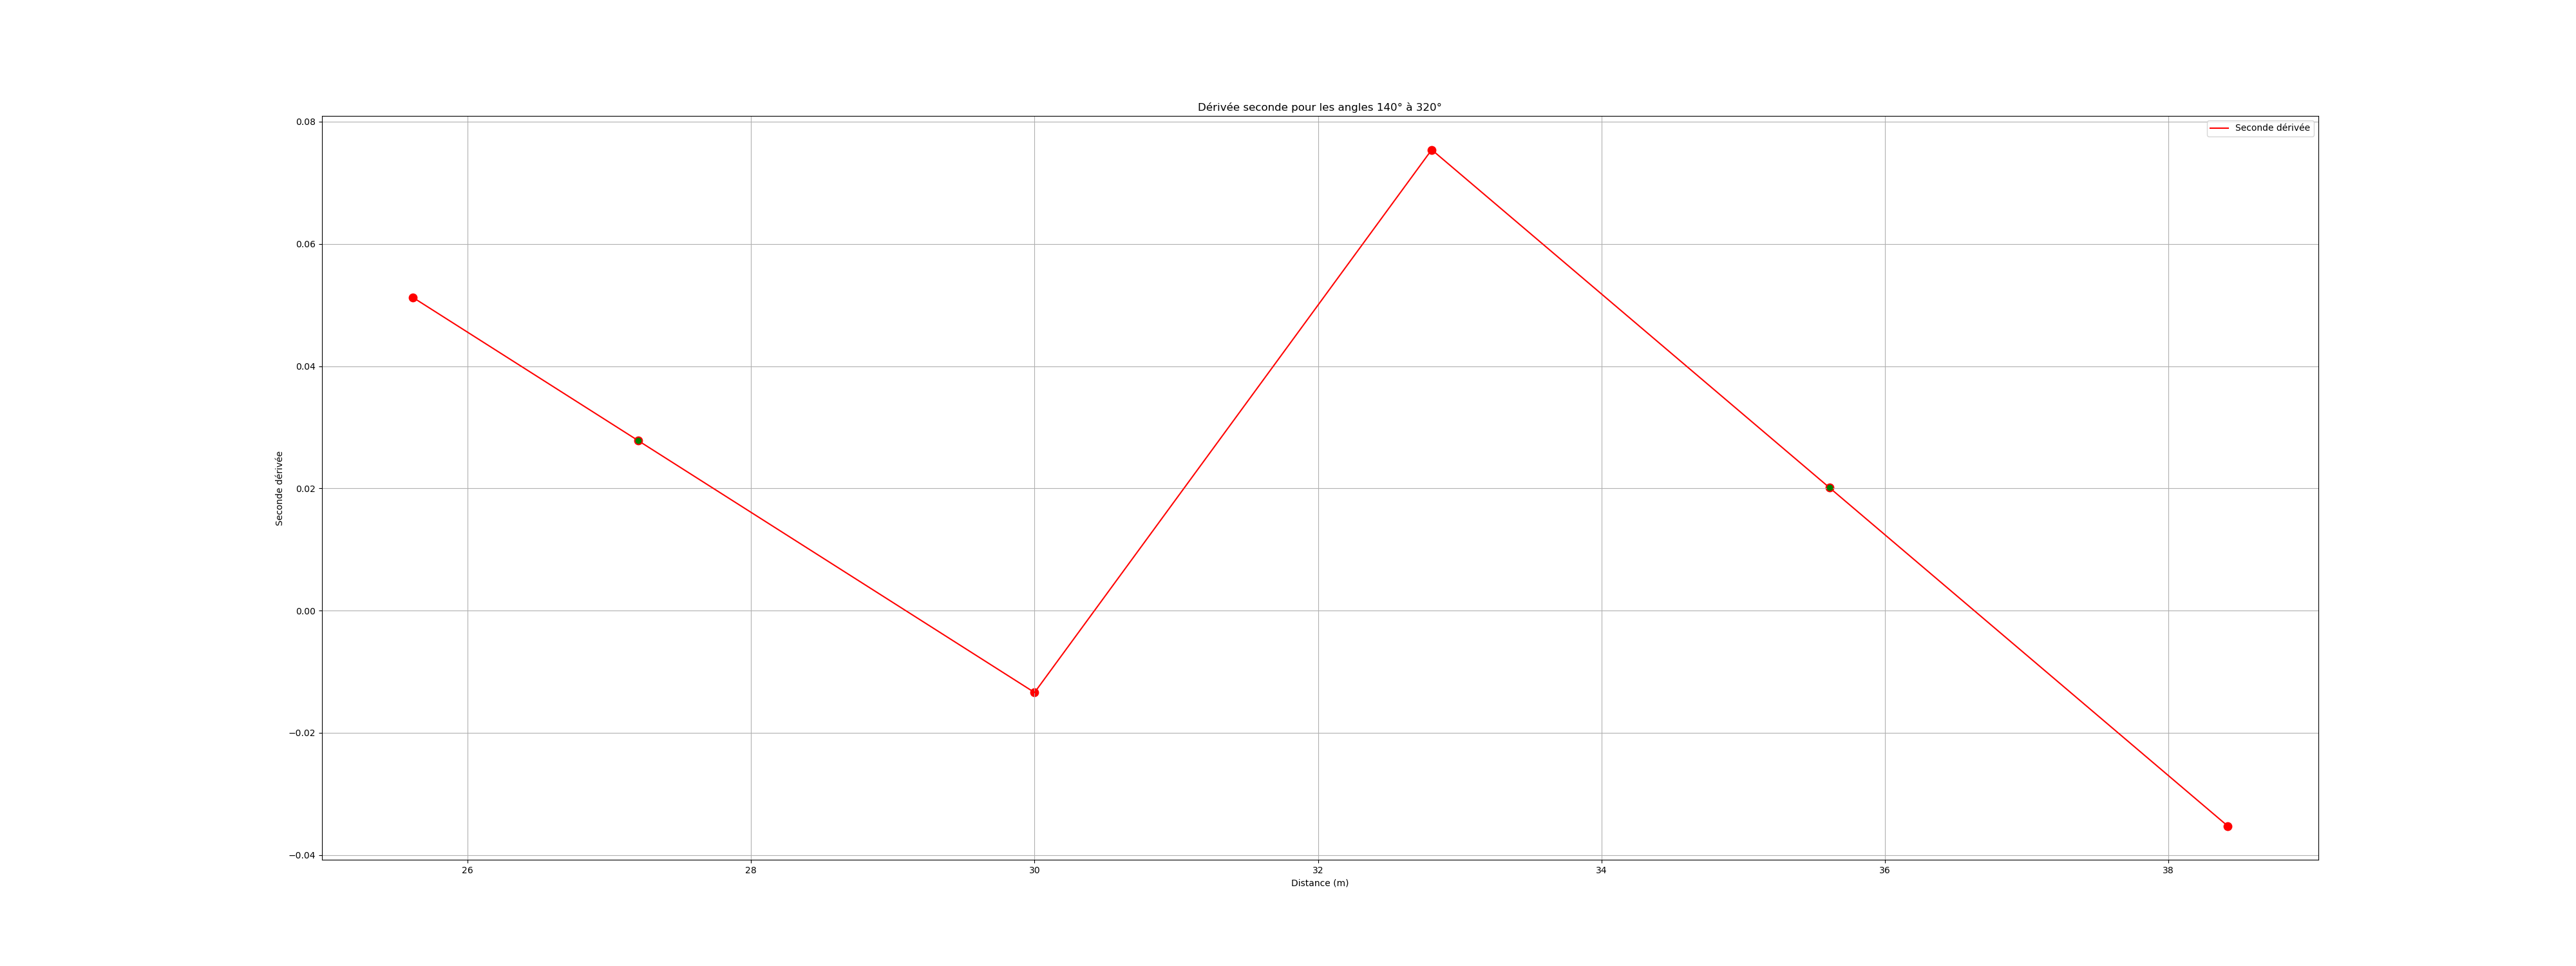 Dérivée seconde pour les angles 140° à 320°
Seconde dérivée
0.08
0.06
0.04
0.02
0.00
−0.02
−0.04
Seconde dérivée
26 28 30 32 34 36 38
Distance (m)